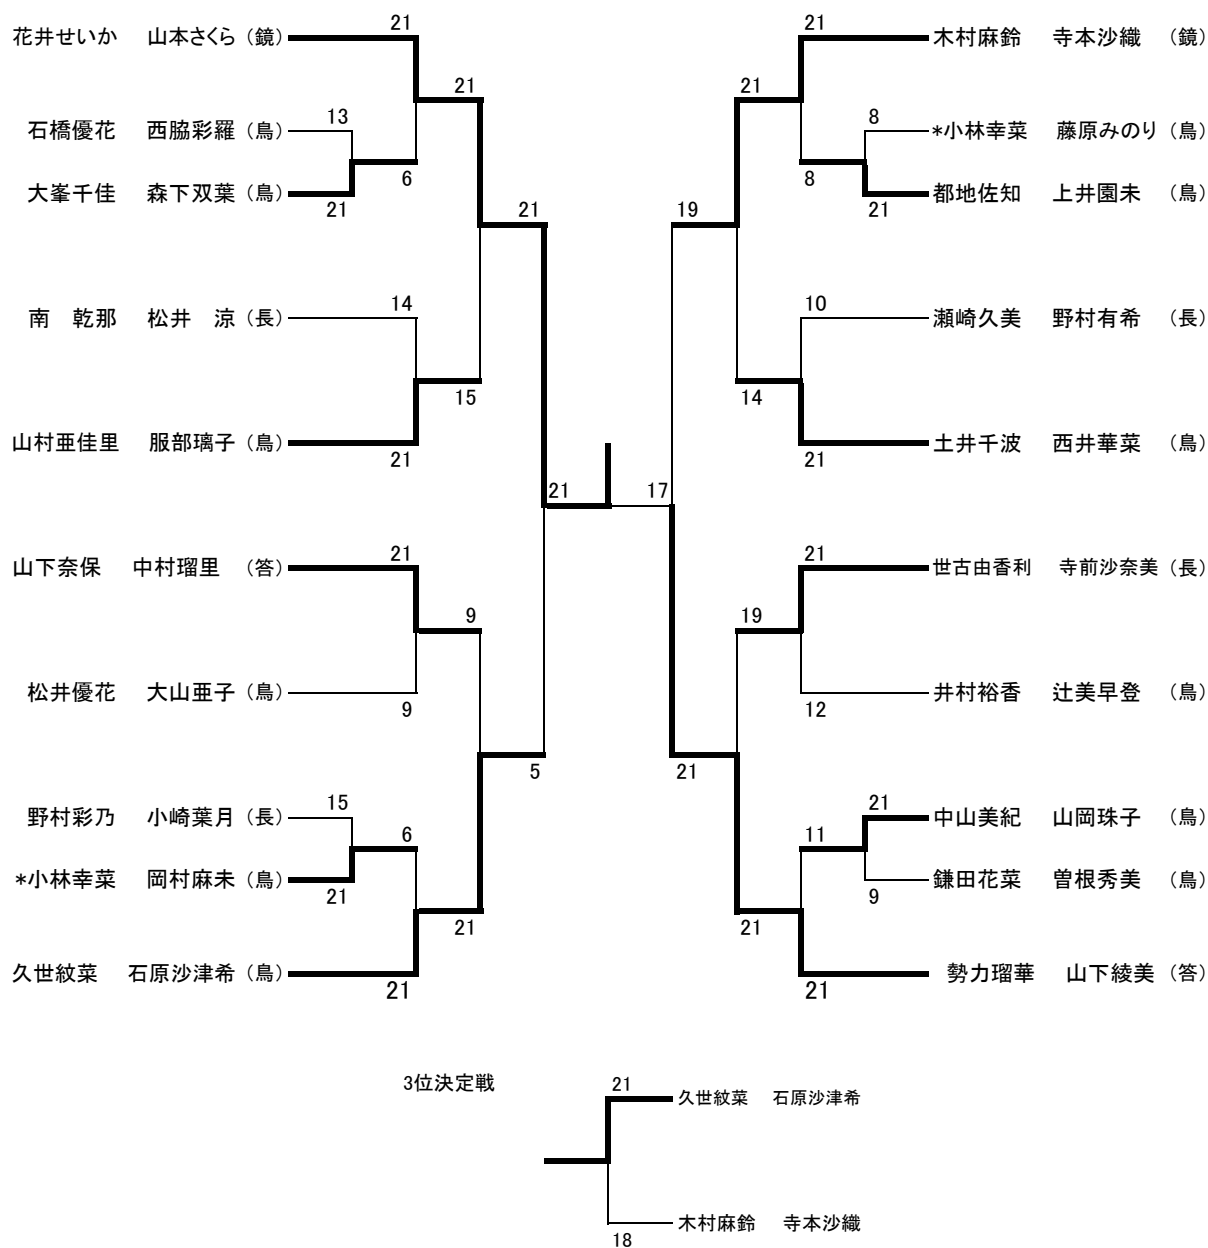 21 21
花井せいか 山本さくら（鏡） 木村麻鈴 寺本沙織 （鏡）
21 21
13 8
石橋優花 西脇彩羅（鳥） *小林幸菜 藤原みのり（鳥）
6 8
大峯千佳 森下双葉（鳥） 都地佐知 上井園未 （鳥）
21 21 19 21
14 10
南 乾那 松井 涼（長） 瀬崎久美 野村有希 （長）
15 14
山村亜佳里 服部璃子（鳥） 土井千波 西井華菜 （鳥）
21 21
21 17
21 21
山下奈保 中村瑠里 （答） 世古由香利 寺前沙奈美（長）
9 19
松井優花 大山亜子（鳥） 井村裕香 辻美早登 （鳥）
9 12
5 21
15 21
野村彩乃 小崎葉月（長） 中山美紀 山岡珠子 （鳥）
6 11
*小林幸菜 岡村麻未（鳥） 鎌田花菜 曽根秀美 （鳥）
21 9
21 21
久世紋菜 石原沙津希（鳥） 勢力瑠華 山下綾美（答）
21 21
3位決定戦 21
久世紋菜 石原沙津希
木村麻鈴 寺本沙織
18